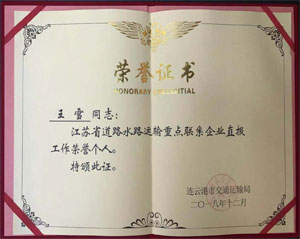 荣誉证书
HONORARY CREDENTIAL
王雪 同志：
江苏省道路水路运输重点联系企业直报
工作荣誉个人。
特颁此证。
连云港市交通运输局
二〇一八年十二月